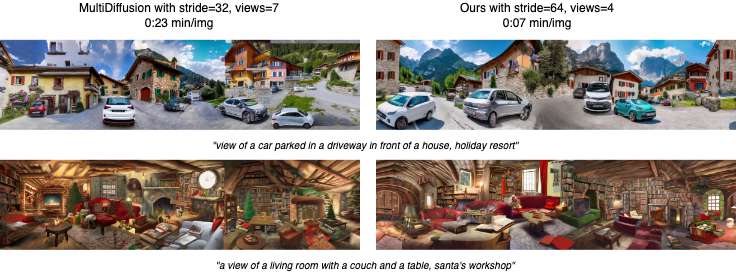 MultiDiffusion with stride=32, views=7
0:23 min/img
Ours with stride=64, views=4
0:07 min/img
"view of a car parked in a driveway in front of a house, holiday resort"
"a view of a living room with a couch and a table, santa's workshop"